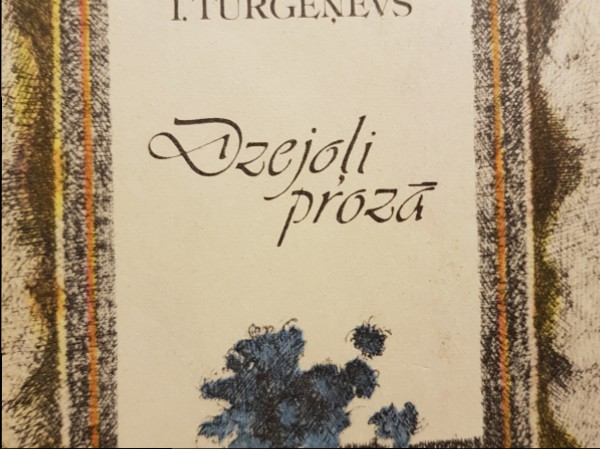 I. TURGEŅEVS
Dzejoļi
prozā